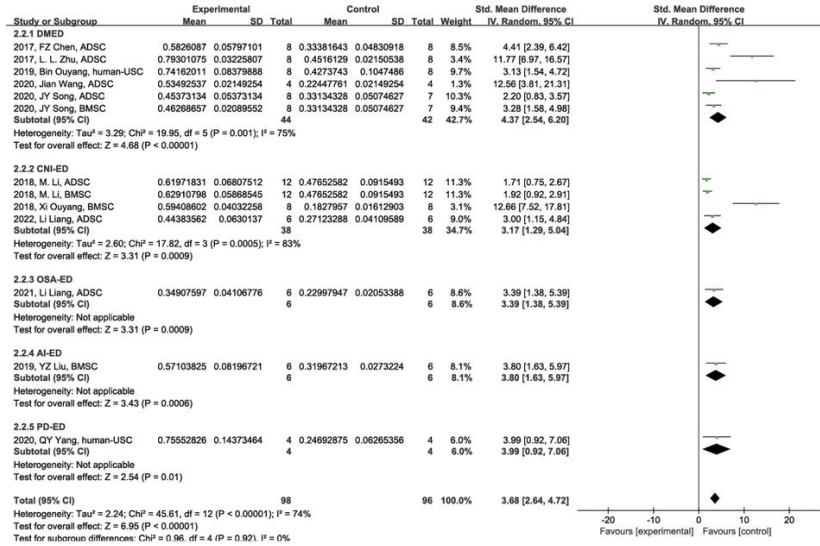 Experimental Control Std. Mean Difference Std. Mean Difference
Study or Subgroup Mean SD Total Mean SD Total Weight IV. Random, 95% CI IV. Random, 95% CI
2.2.1 DMED
2017, FZ Chen, ADSC 0.5826087 0.05797101 8 0.33381643 0.04830918 8 8.5% 4.41 [2.39, 6.42]
2017, L. L. Zhu, ADSC 0.79301075 0.03225807 8 0.4516129 0.02150538 8 3.4% 11.77 [6.97, 16.57]
2019, Bin Ouyang, human-USC 0.74162011 0.08379888 8 0.4273743 0.1047486 8 9.7% 3.13 [1.54, 4.72]
2020, Jian Wang, ADSC 0.53492537 0.02149254 4 0.22447761 0.02241045 4 1.2% 12.56 [3.81, 21.31]
2020, JY Song, ADSC 0.45373134 0.05373134 8 0.33134328 0.05074627 7 10.5% 2.20 [0.83, 3.57]
2020, JY Song, BMSC 0.46268657 0.02089552 8 0.33134328 0.05074627 7 9.4% 3.28 [1.58, 4.98]
Subtotal (95% CI) 44 42 42.7% 4.37 [2.54, 6.20]
Heterogeneity: Tau² = 3.29; Chi² = 19.95, df = 5 (P = 0.001); I² = 75%
Test for overall effect: Z = 4.68 (P < 0.00001)
2.2.2 CNI-ED
2018, M. Li, ADSC 0.61971831 0.06807512 12 0.47652582 0.0915493 12 11.3% 1.71 [0.75, 2.67]
2018, M. Li, BMSC 0.62910798 0.05868545 12 0.47652582 0.0915493 12 11.2% 1.92 [0.92, 2.91]
2018, Xi Ouyang, BMSC 0.59408602 0.04032258 8 0.1827957 0.01612903 8 3.1% 12.66 [7.52, 17.81]
2022, Li Liang, ADSC 0.44383562 0.0630137 6 0.27123288 0.04109589 6 9.0% 3.00 [1.15, 4.84]
Subtotal (95% CI) 38 38 34.7% 3.17 [1.29, 5.04]
Heterogeneity: Tau² = 2.60; Chi² = 17.82, df = 3 (P = 0.0005); I² = 83%
Test for overall effect: Z = 3.31 (P = 0.0009)
2.2.3 OSA-ED
2021, Li Liang, ADSC 0.34907597 0.04106776 6 0.22997947 0.02053388 6 8.6% 3.39 [1.38, 5.39]
Subtotal (95% CI) 6 6 8.6% 3.39 [1.38, 5.39]
Heterogeneity: Not applicable
Test for overall effect: Z = 3.31 (P = 0.0009)
2.2.4 AI-ED
2019, YZ Liu, BMSC 0.57103825 0.08196721 6 0.31967213 0.0273224 6 8.1% 3.80 [1.63, 5.97]
Subtotal (95% CI) 6 6 8.1% 3.80 [1.63, 5.97]
Heterogeneity: Not applicable
Test for overall effect: Z = 3.43 (P = 0.0006)
2.2.5 PD-ED
2020, QY Yang, human-USC 0.75552826 0.14373464 4 0.24692875 0.06265356 4 6.0% 3.99 [0.92, 7.06]
Subtotal (95% CI) 4 4 6.0% 3.99 [0.92, 7.06]
Heterogeneity: Not applicable
Test for overall effect: Z = 2.54 (P = 0.01)
Total (95% CI) 98 96 100.0% 3.68 [2.64, 4.72]
Heterogeneity: Tau² = 2.24; Chi² = 45.61, df = 12 (P < 0.00001); I² = 74%
Test for overall effect: Z = 6.95 (P < 0.00001)
Test for subgroup differences: Chi² = 0.96, df = 4 (P = 0.92), I² = 0%
-20 -10 0 10 20
Favours [experimental] Favours [control]